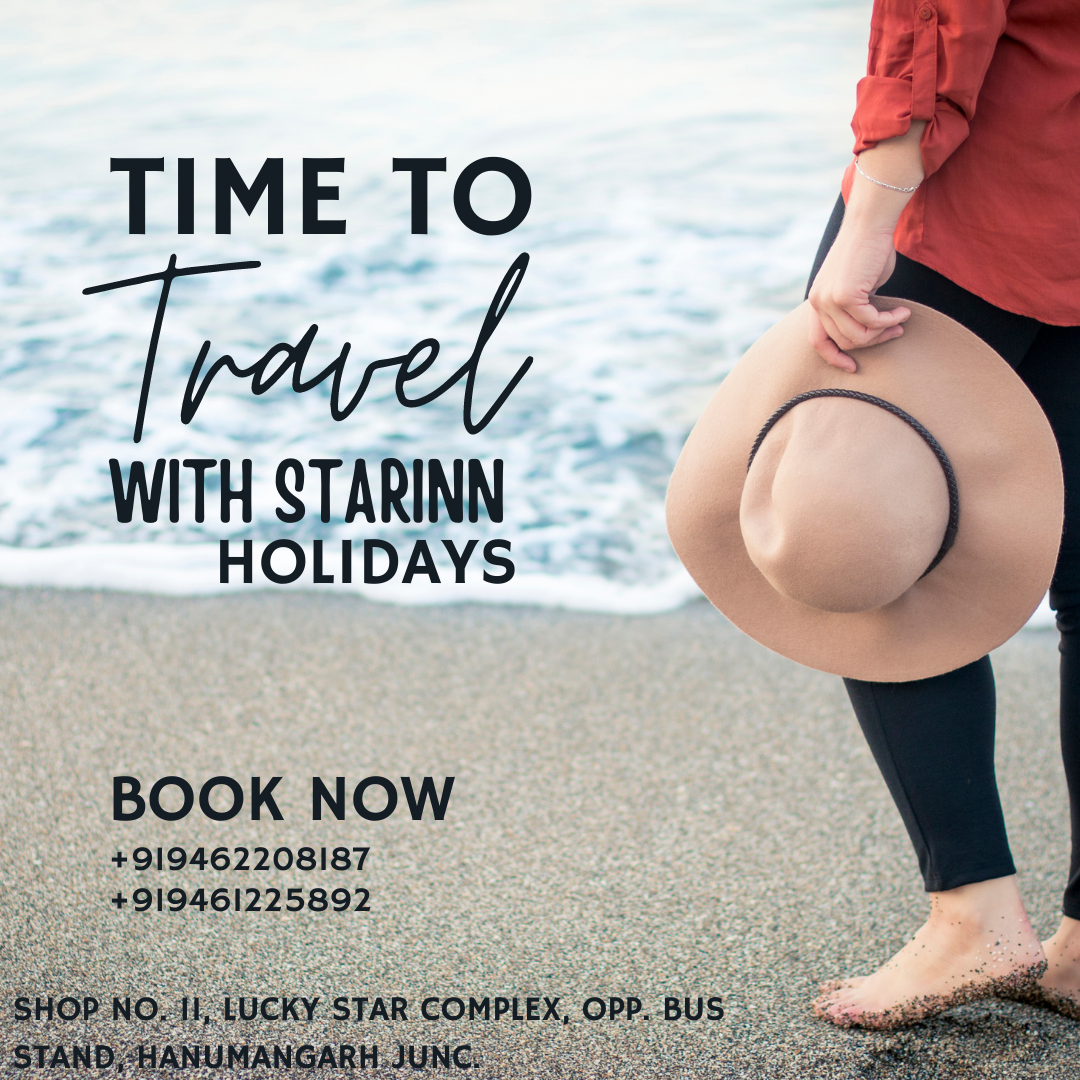 TIME TO
Travel
WITH STARINN
HOLIDAYS
BOOK NOW
+919462208187
+919461225892
SHOP NO. 11, LUCKY STAR COMPLEX, OPP. BUS
STAND, HANUMANGARH JUNC.